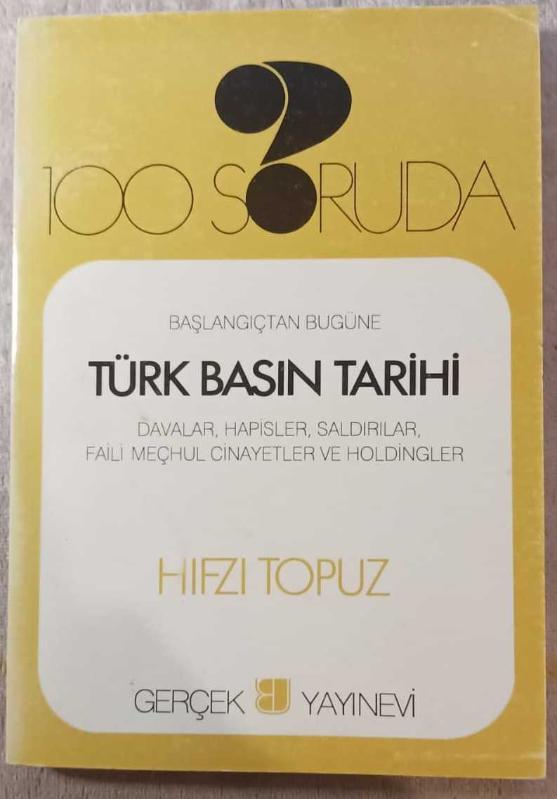 100 SORUDA
BAŞLANGIÇTAN BUGÜNE
TÜRK BASIN TARİHİ
DAVALAR, HAPİSLER, SALDIRILAR,
FAİLİ MEÇHUL CİNAYETLER VE HOLDİNGLER
HIFZI TOPUZ
GERÇEK YAYINEVİ